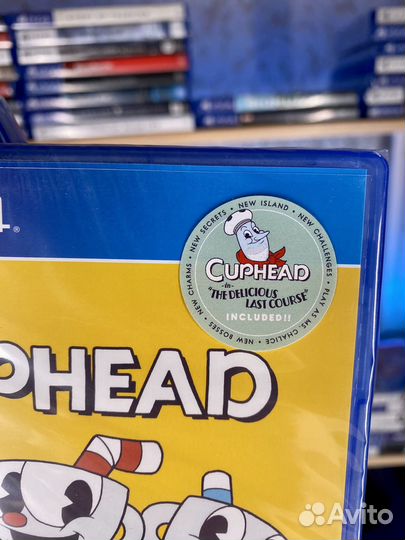 4
NEW CHARMS • NEW SECRETS • NEW ISLAND • NEW CHALLENGES • PLAY AS MS. CHALICE • NEW BOSSES •
CUPHEAD
-in-
"THE DELICIOUS
LAST COURSE"
INCLUDED!!
PHEAD
Avito